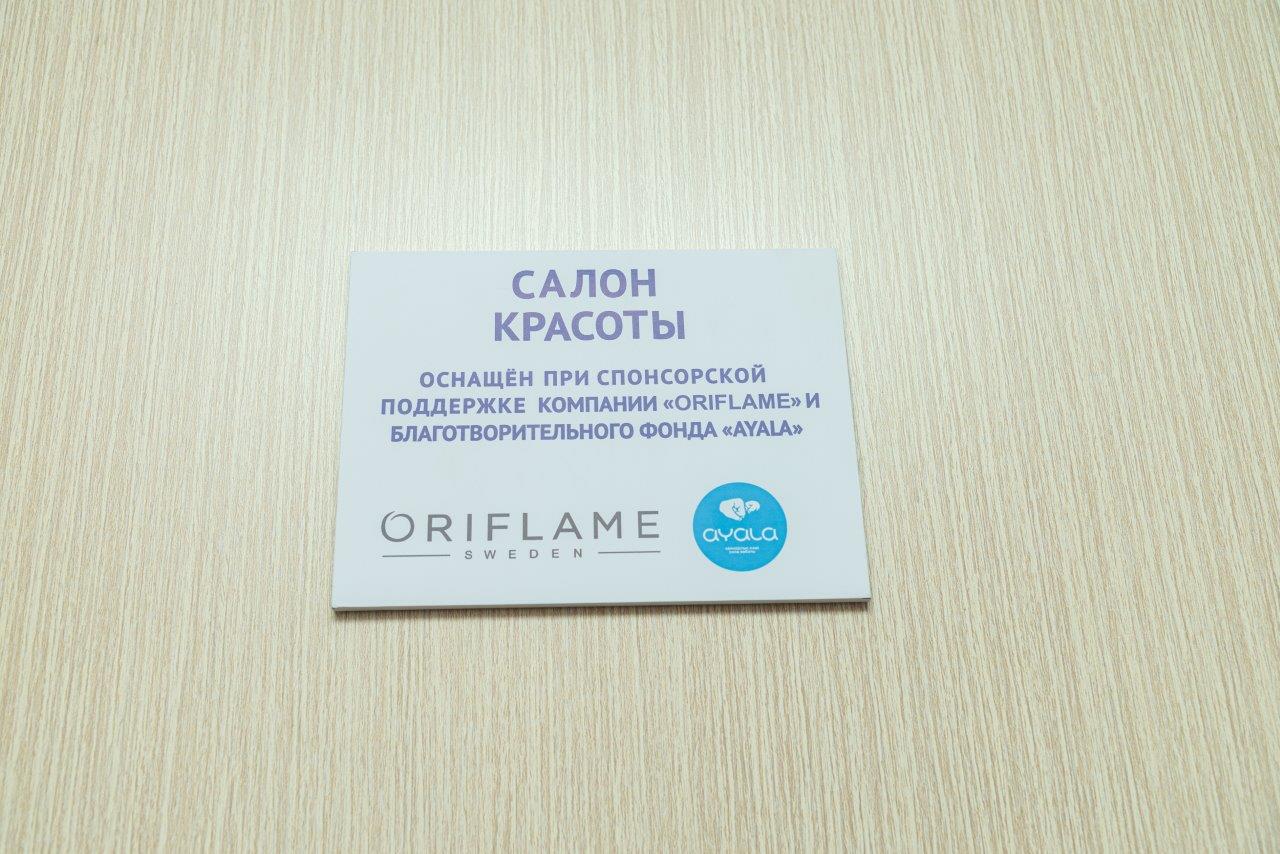 САЛОН
КРАСОТЫ
ОСНАЩЁН ПРИ СПОНСОРСКОЙ
ПОДДЕРЖКЕ КОМПАНИИ «ORIFLAME» И
БЛАГОТВОРИТЕЛЬНОГО ФОНДА «AYALA»
ORIFLAME
SWEDEN
AYALA